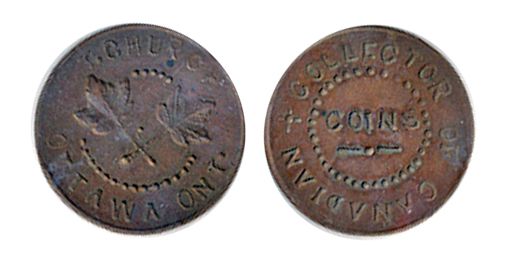 CHURCH
OTTAWA ONT.
+ COLLECTOR OF CANADIAN
COINS